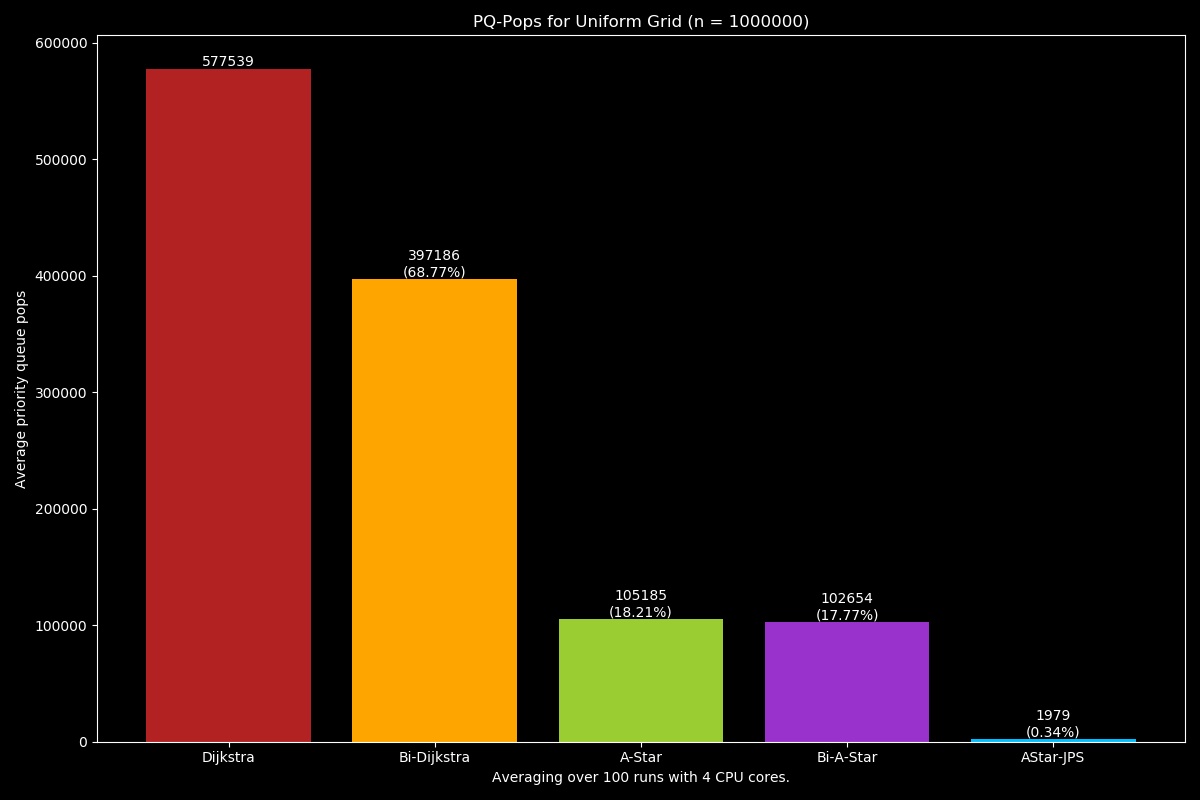 PQ-Pops for Uniform Grid (n = 1000000)
Average priority queue pops
600000
500000
400000
300000
200000
100000
0
577539
397186
(68.77%)
105185
(18.21%)
102654
(17.77%)
1979
(0.34%)
Dijkstra
Bi-Dijkstra
A-Star
Bi-A-Star
AStar-JPS
Averaging over 100 runs with 4 CPU cores.